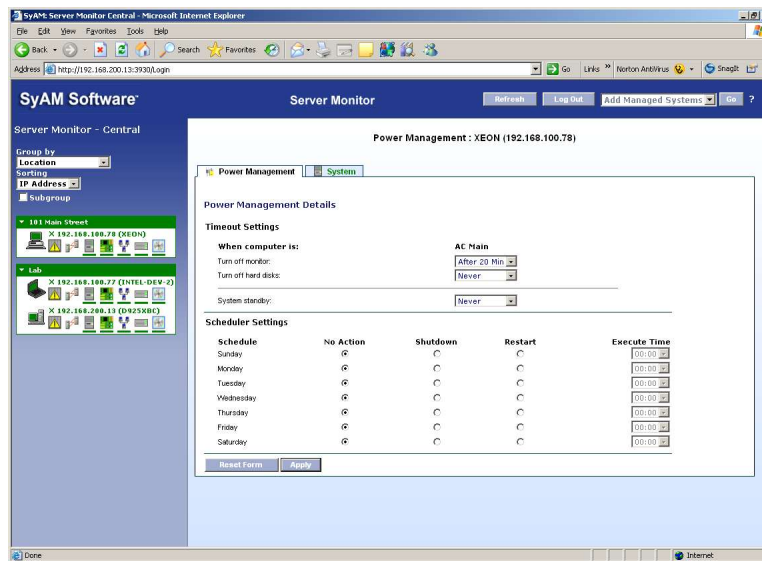 SyAM: Server Monitor Central - Microsoft Internet Explorer
File Edit View Favorites Tools Help
Back Search Favorites SnagIt
Address http://192.168.200.13:3930/Login Go Links » Norton AntiVirus
SyAM Software™ Server Monitor Refresh Log Out Add Managed Systems Go ?
Server Monitor - Central
Group by
Location
Sorting
IP Address
Subgroup
101 Main Street
X 192.168.100.78 (XEON)
Lab
X 192.168.100.77 (INTEL-DEV-2)
X 192.168.200.13 (D925XBC)
Power Management : XEON (192.168.100.78)
Power Management System
Power Management Details
Timeout Settings
When computer is: AC Main
Turn off monitor: After 20 Min
Turn off hard disks: Never
System standby: Never
Scheduler Settings
Schedule No Action Shutdown Restart Execute Time
Sunday 00:00
Monday 00:00
Tuesday 00:00
Wednesday 00:00
Thursday 00:00
Friday 00:00
Saturday 00:00
Reset Form Apply
Done Internet